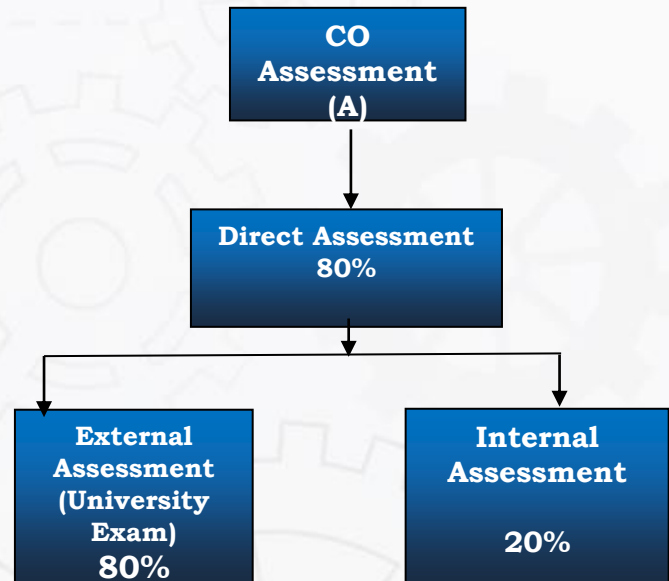 CO
Assessment
(A)
Direct Assessment
80%
External
Assessment
(University
Exam)
80%
Internal
Assessment
20%